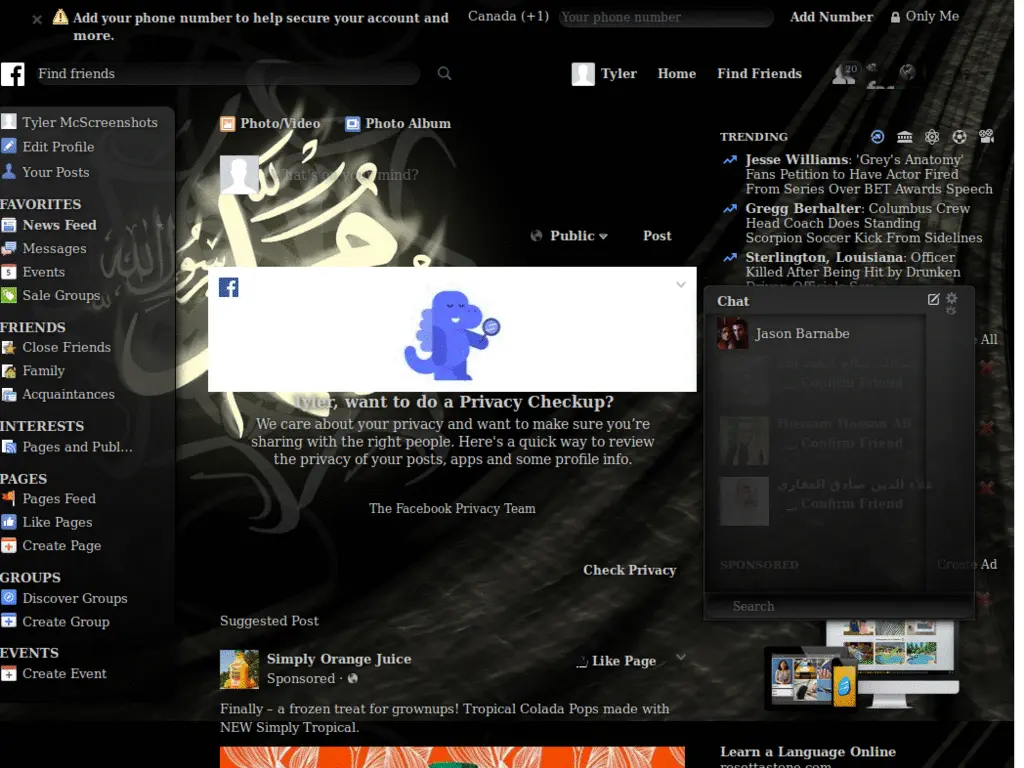 Add your phone number to help secure your account and
more.
Canada (+1)
Your phone number
Add Number
Only Me
Find friends
Tyler
Home
Find Friends
20
Tyler McScreenshots
Edit Profile
Your Posts
FAVORITES
News Feed
Messages
Events
Sale Groups
FRIENDS
Close Friends
Family
Acquaintances
INTERESTS
Pages and Publ...
PAGES
Pages Feed
Like Pages
Create Page
GROUPS
Discover Groups
Create Group
EVENTS
Create Event
Photo/Video
Photo Album
What's on your mind?
Public
Post
Tyler, want to do a Privacy Checkup?
We care about your privacy and want to make sure you're
sharing with the right people. Here's a quick way to review
the privacy of your posts, apps and some profile info.
The Facebook Privacy Team
Check Privacy
Suggested Post
Simply Orange Juice
Sponsored ·
Like Page
Finally – a frozen treat for grownups! Tropical Colada Pops made with
NEW Simply Tropical.
TRENDING
Jesse Williams: 'Grey's Anatomy'
Fans Petition to Have Actor Fired
From Series Over BET Awards Speech
Gregg Berhalter: Columbus Crew
Head Coach Does Standing
Scorpion Soccer Kick From Sidelines
Sterlington, Louisiana: Officer
Killed After Being Hit by Drunken
Chat
Jason Barnabe
All
Confirm Friend
Hussam Hassan Ali
Confirm Friend
علاء الدين صادق الغفاري
Confirm Friend
SPONSORED
Create Ad
Search
Learn a Language Online
rosettastone.com